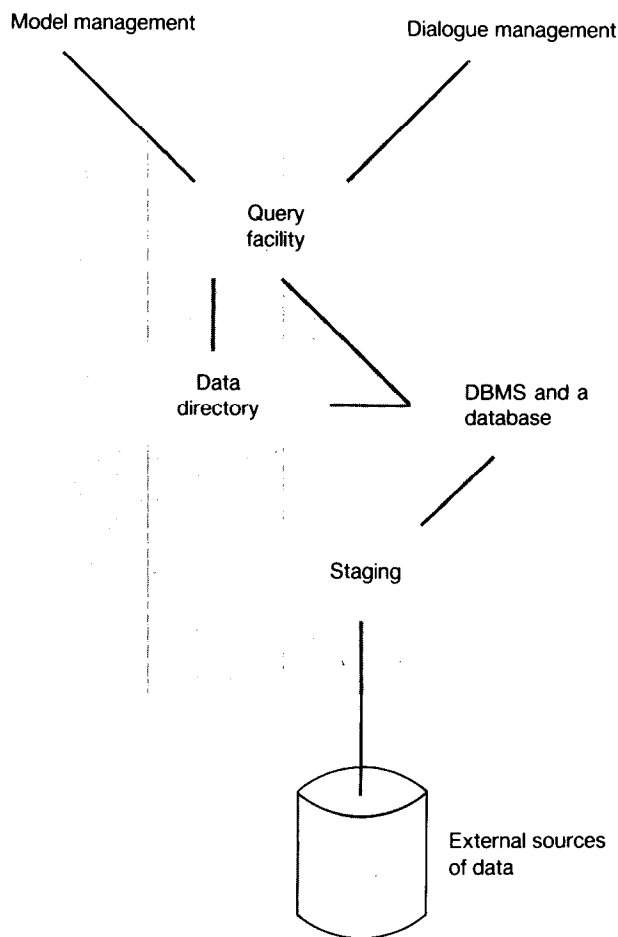 Model management
Dialogue management
Query
facility
Data
directory
DBMS and a
database
Staging
External sources
of data